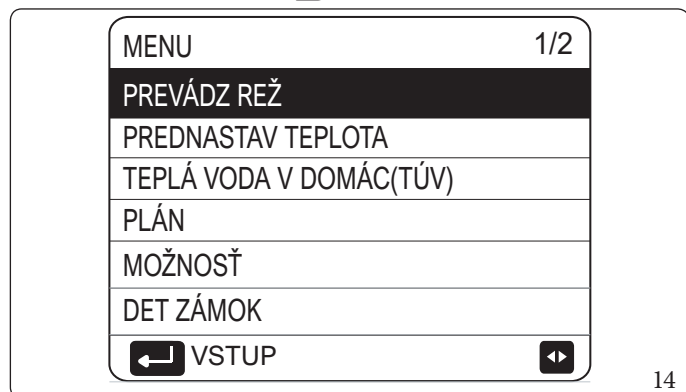 MENU 1/2
PREVÁDZ REŽ
PREDNASTAV TEPLOTA
TEPLÁ VODA V DOMÁC(TÚV)
PLÁN
MOŽNOSŤ
DET ZÁMOK
VSTUP
14